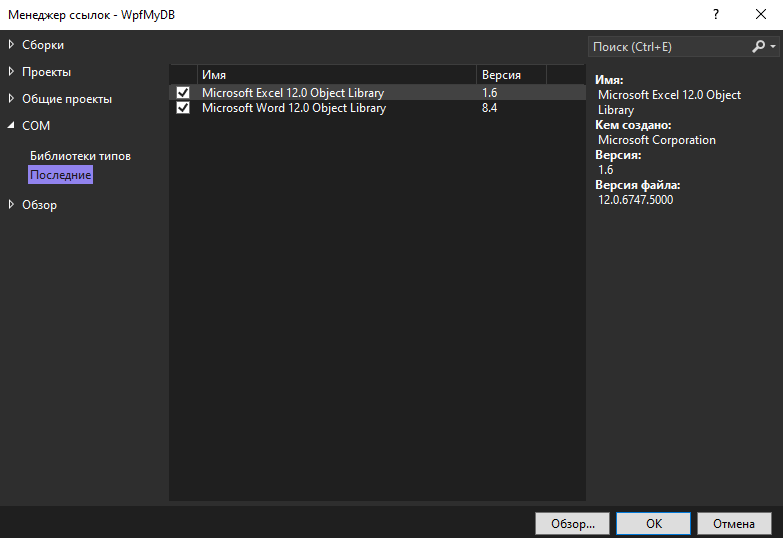 Менеджер ссылок - WpfMyDB
?
Сборки
Проекты
Общие проекты
COM
Библиотеки типов
Последние
Обзор
Имя Версия
Microsoft Excel 12.0 Object Library 1.6
Microsoft Word 12.0 Object Library 8.4
Поиск (Ctrl+E)
Имя:
Microsoft Excel 12.0 Object
Library
Кем создано:
Microsoft Corporation
Версия:
1.6
Версия файла:
12.0.6747.5000
Обзор... ОК Отмена